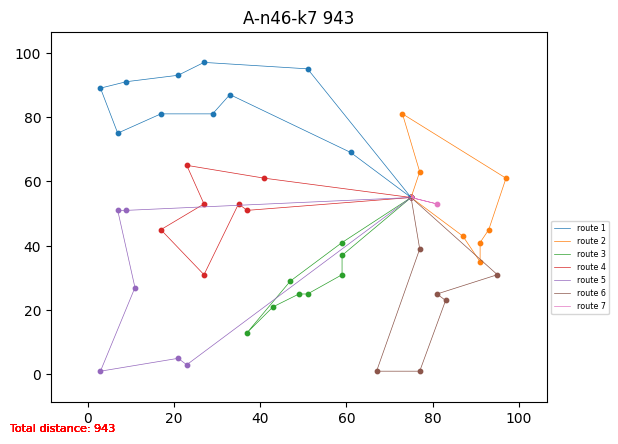 A-n46-k7 943
100
80
60
40
20
0
0 20 40 60 80 100
route 1
route 2
route 3
route 4
route 5
route 6
route 7
Total distance: 943